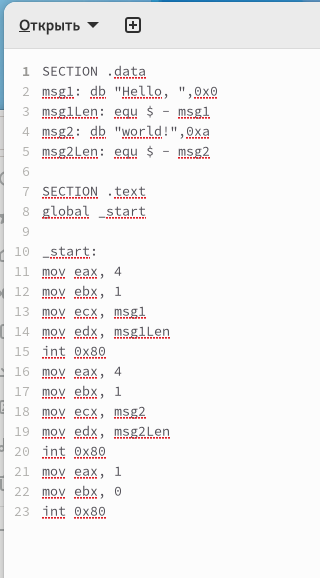 Открыть
1 SECTION .data
2 msg1: db "Hello, ",0x0
3 msg1Len: equ $ - msg1
4 msg2: db "world!",0xa
5 msg2Len: equ $ - msg2
6
7 SECTION .text
8 global _start
9
10 _start:
11 mov eax, 4
12 mov ebx, 1
13 mov ecx, msg1
14 mov edx, msg1Len
15 int 0x80
16 mov eax, 4
17 mov ebx, 1
18 mov ecx, msg2
19 mov edx, msg2Len
20 int 0x80
21 mov eax, 1
22 mov ebx, 0
23 int 0x80